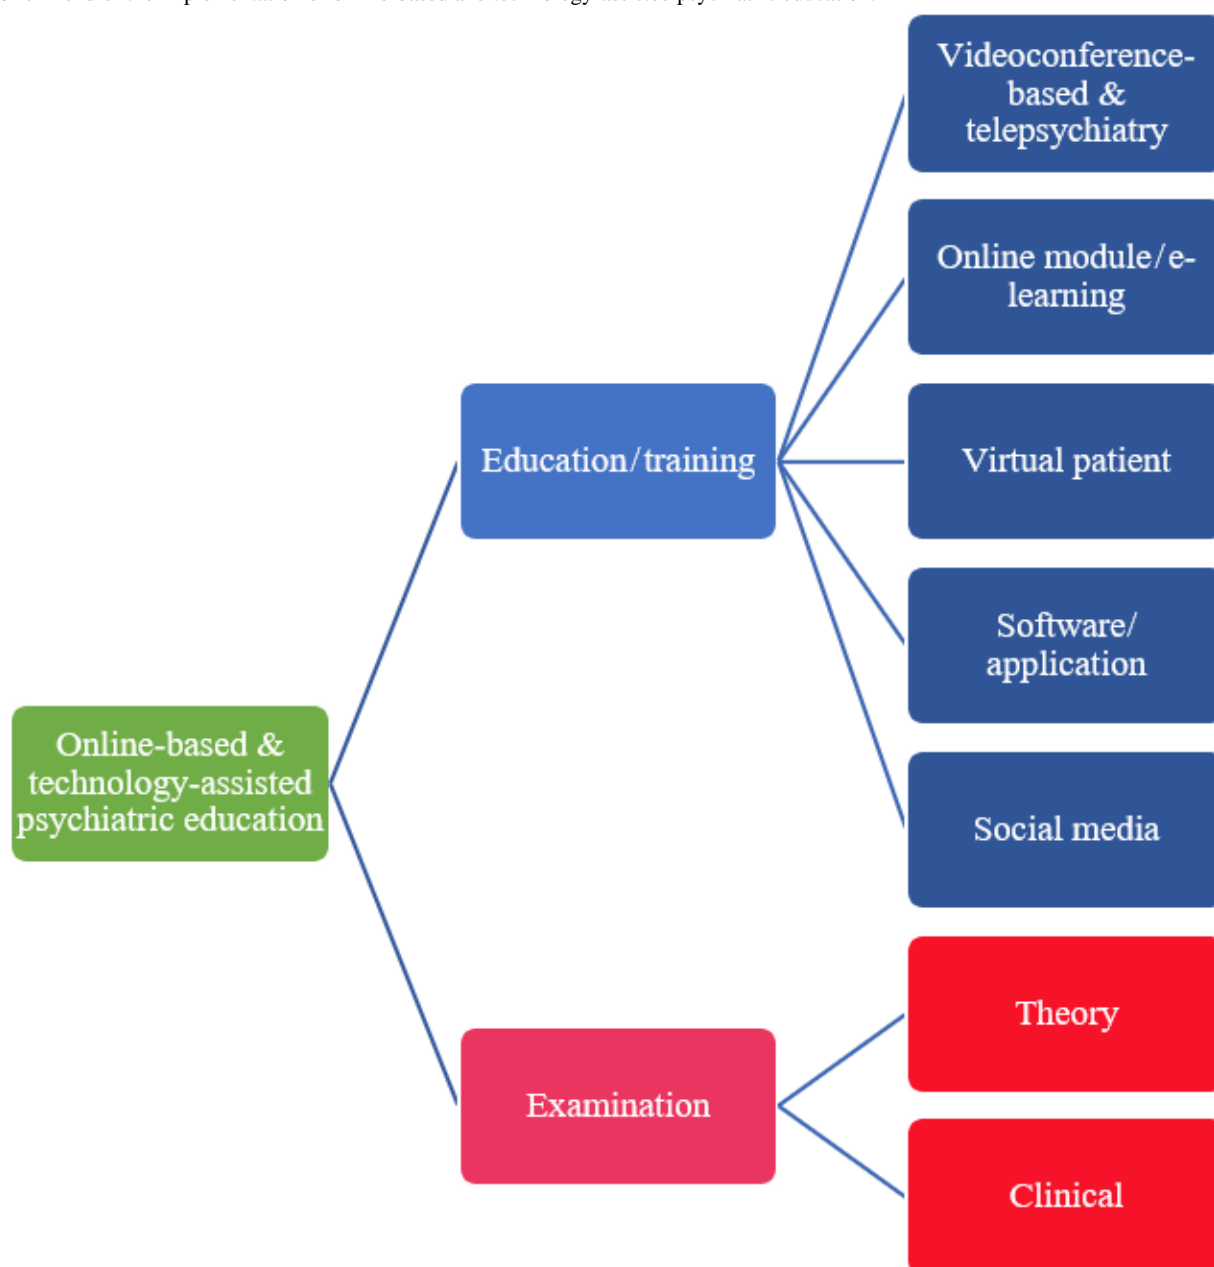 Videoconference-
based &
telepsychiatry
Online module/e-
learning
Education/training
Virtual patient
Software/
application
Online-based &
technology-assisted
psychiatric education
Social media
Theory
Examination
Clinical